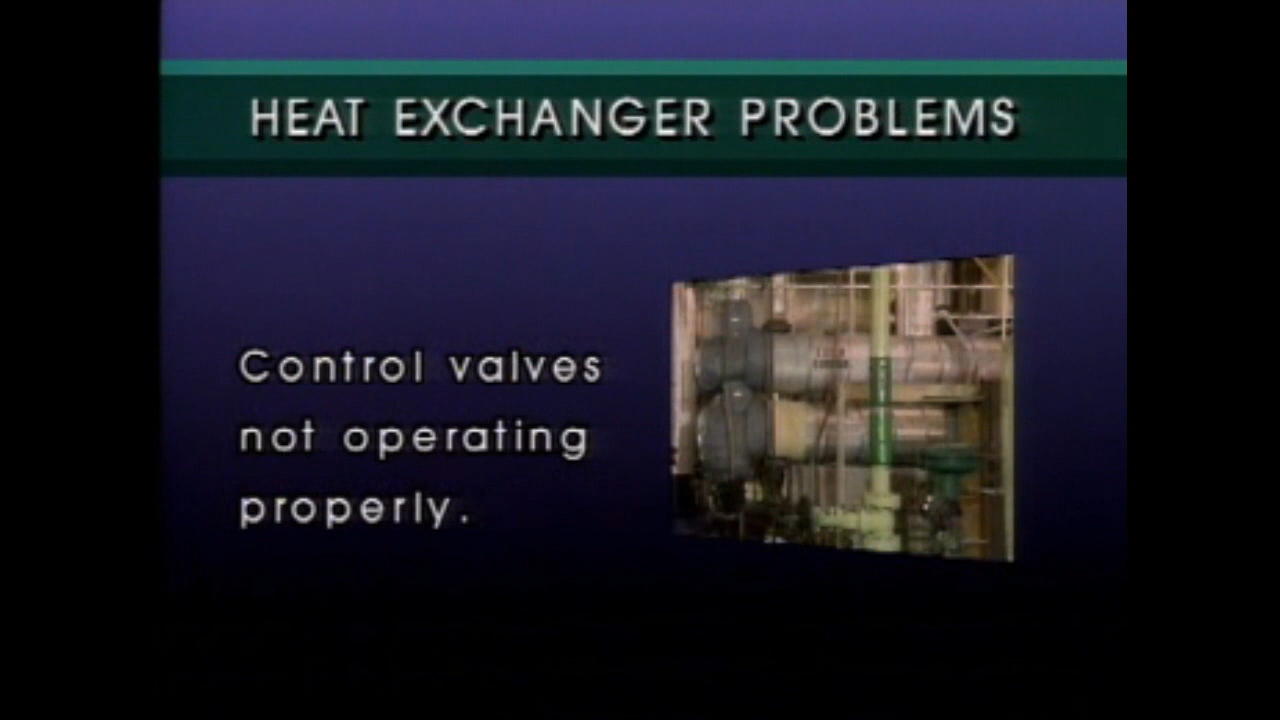 HEAT EXCHANGER PROBLEMS
Control valves
not operating
properly.